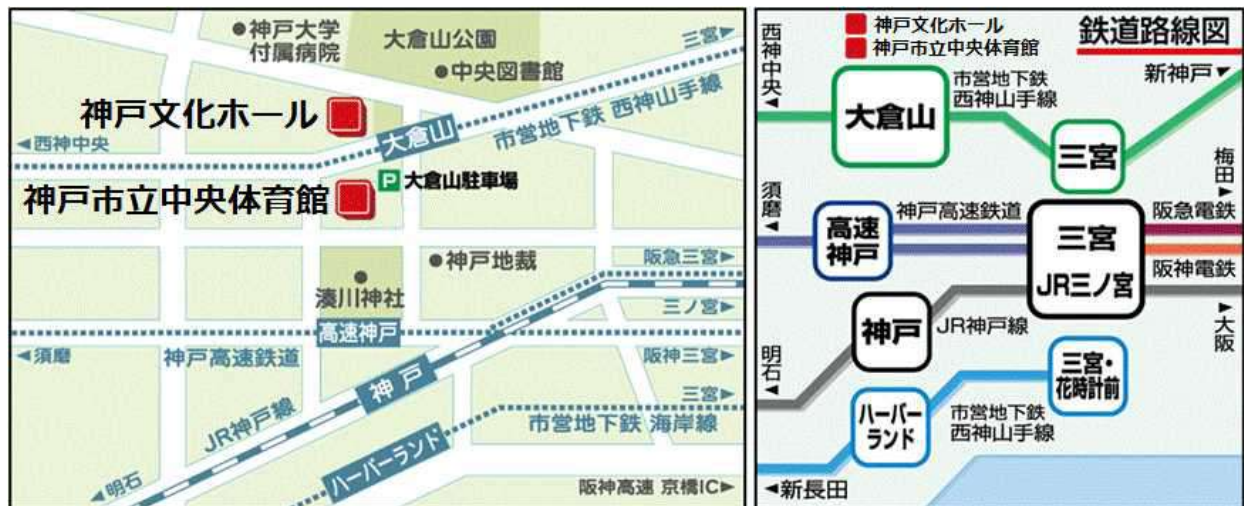 神戸大学
付属病院
大倉山公園
中央図書館
三宮
神戸文化ホール
大倉山
市営地下鉄 西神山手線
◀西神中央
神戸市立中央体育館
P 大倉山駐車場
神戸地裁
湊川神社
阪急三宮▶
三ノ宮▶
高速神戸
◀須磨
神戸高速鉄道
阪神三宮▶
神戸
三宮▶
JR神戸線
市営地下鉄 海岸線
ハーバーランド
◀明石
阪神高速 京橋IC▶
神戸文化ホール
神戸市立中央体育館
鉄道路線図
西神中央
市営地下鉄
西神山手線
新神戸
大倉山
三宮
梅田
須磨
神戸高速鉄道
阪急電鉄
高速
神戸
三宮
JR三ノ宮
阪神電鉄
神戸
JR神戸線
大阪
明石
三宮・
花時計前
ハーバー
ランド
市営地下鉄
西神山手線
◀新長田